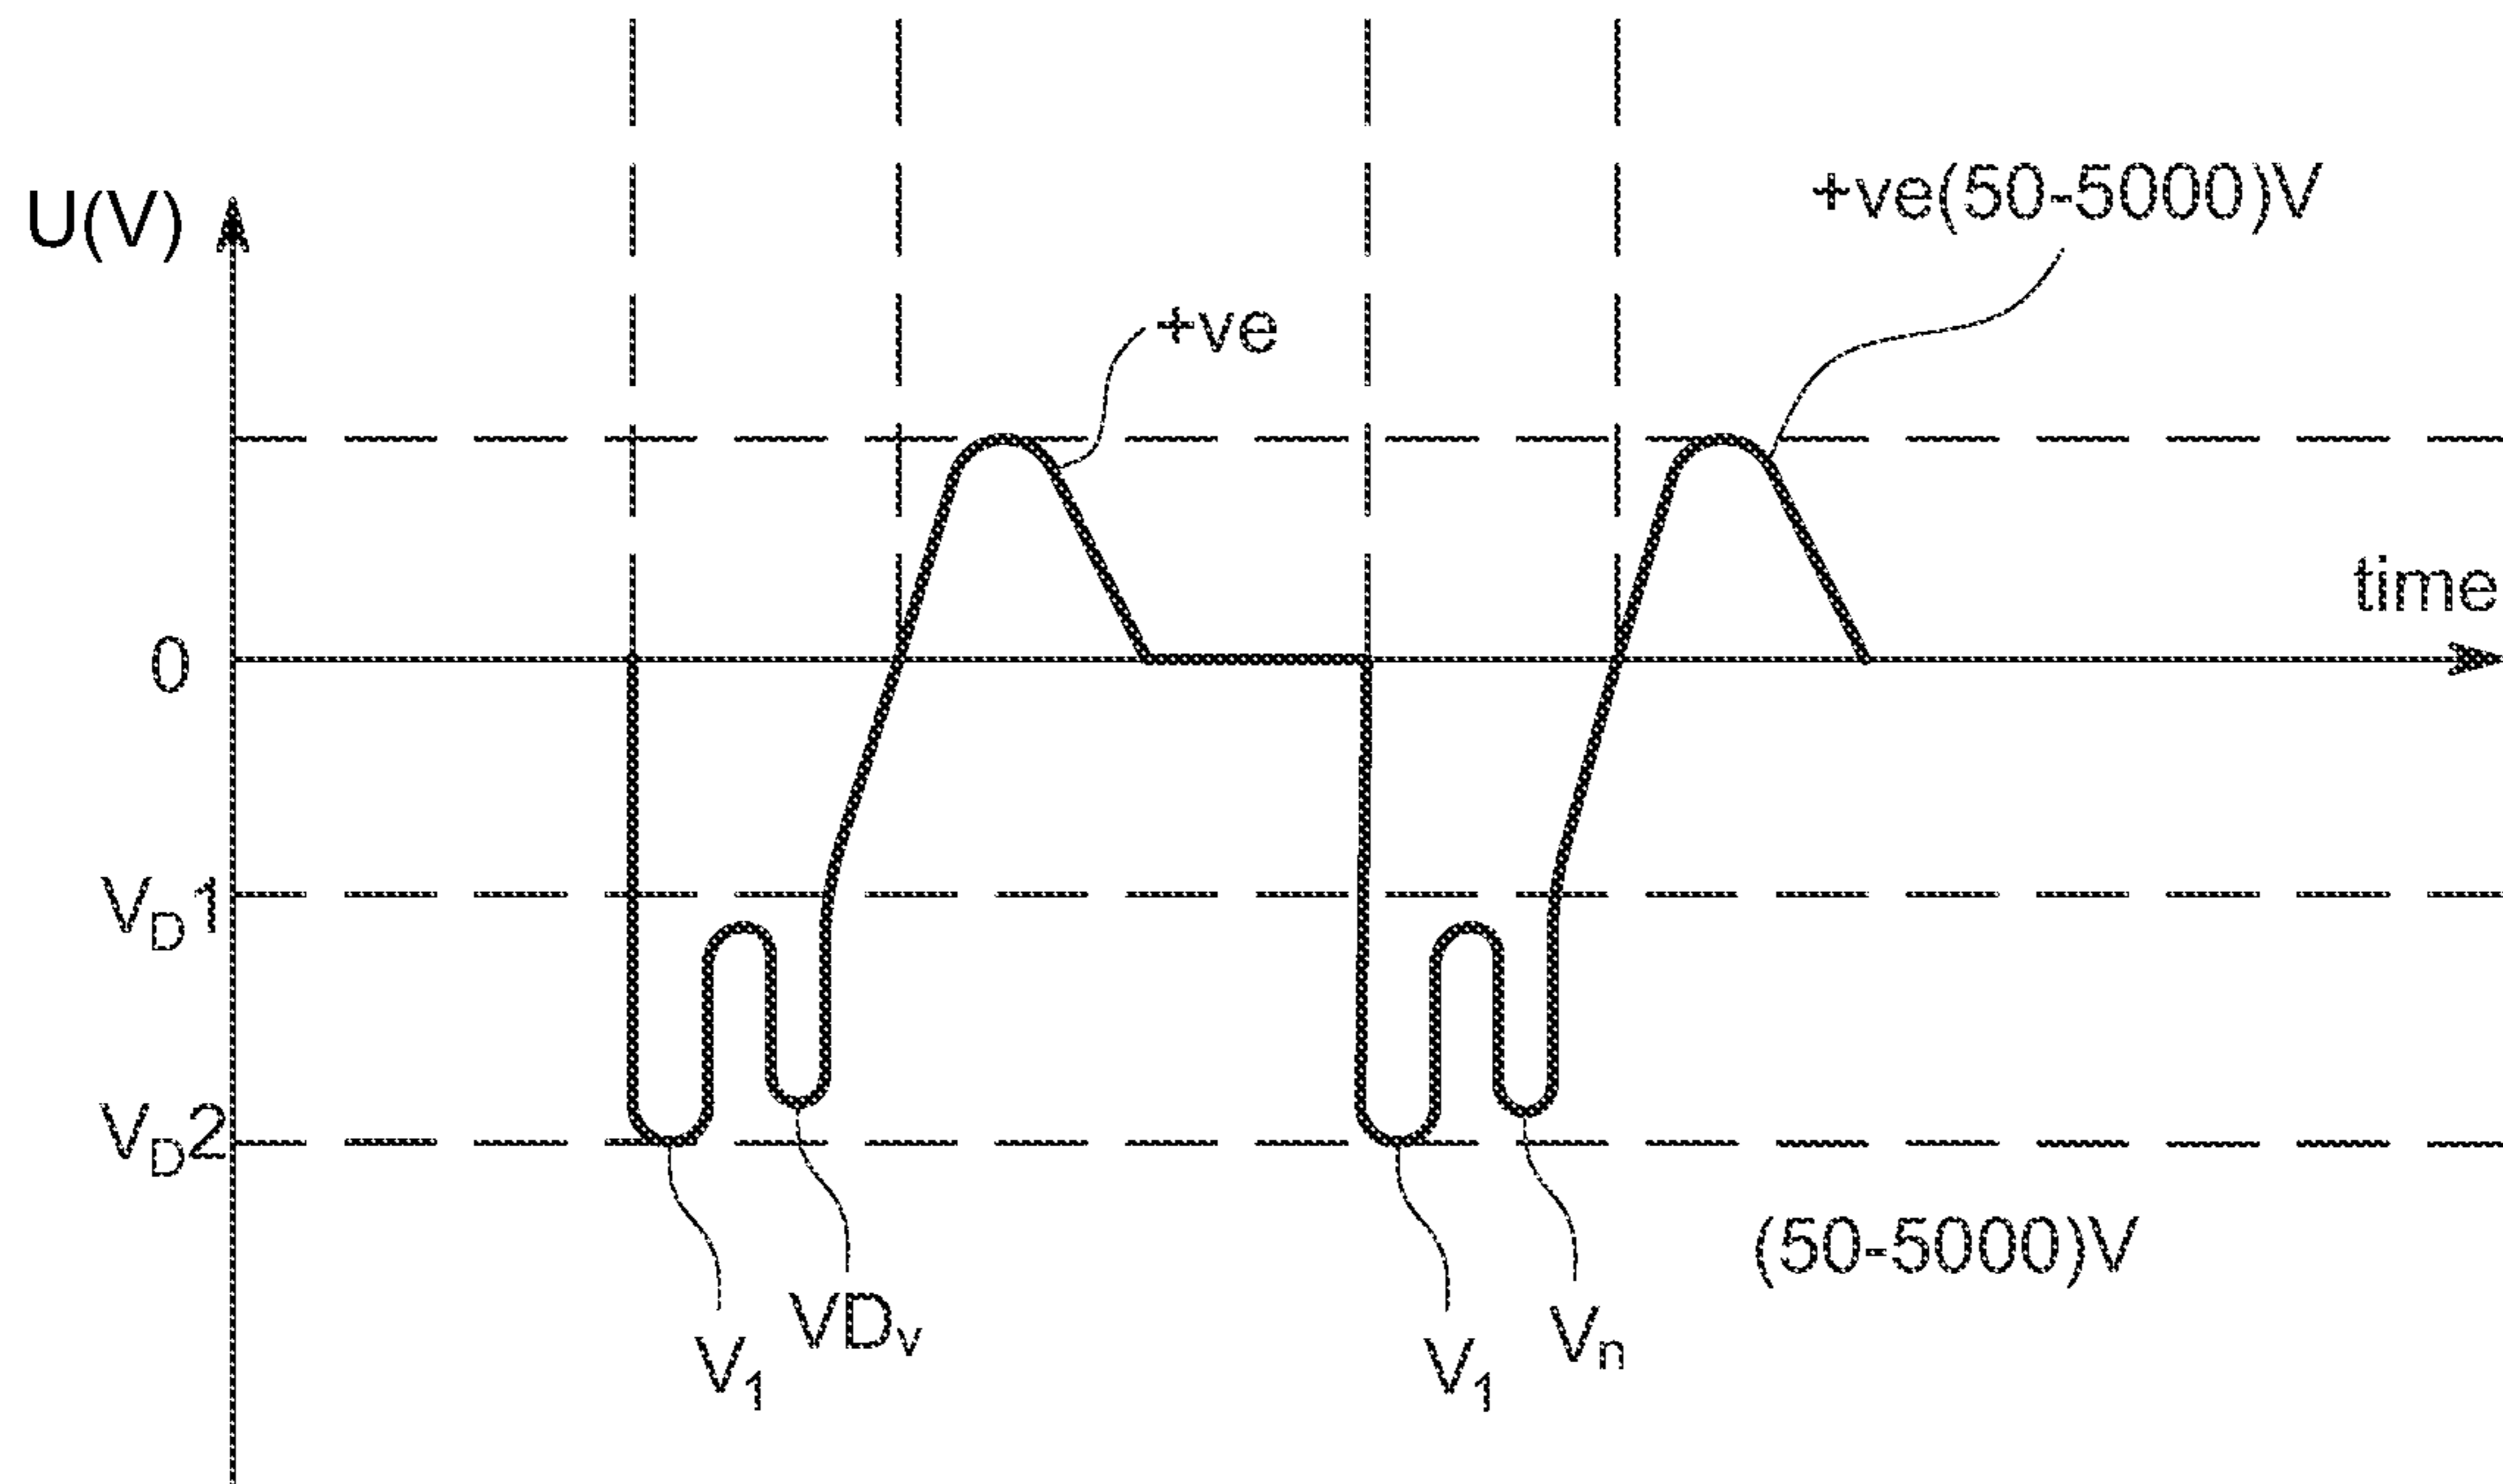 U(V)
+ve(50-5000)V
+ve
time
0
VD1
VD2
(50-5000)V
VDv
V1
V1
Vn